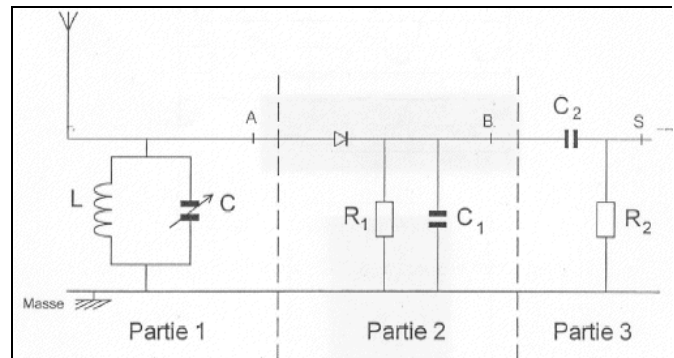 A
B
C₂
S
L
C
R₁
C₁
R₂
Masse
Partie 1
Partie 2
Partie 3